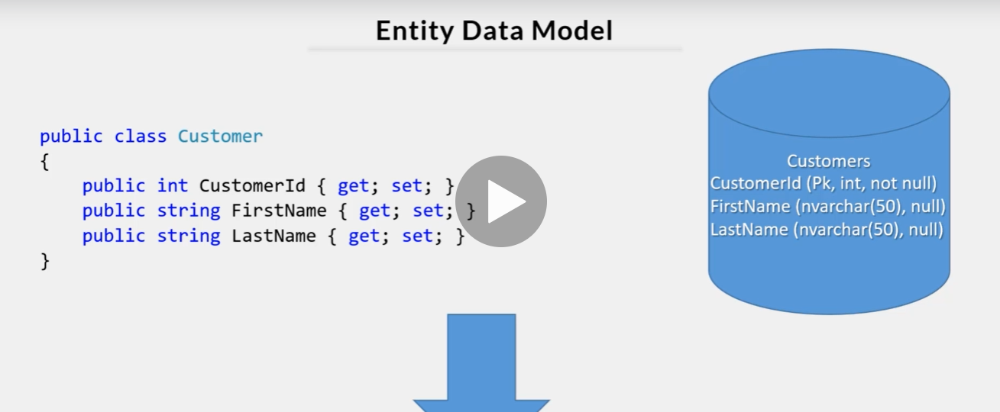 Entity Data Model
public class Customer
{
public int CustomerId { get; set; }
public string FirstName { get; set; }
public string LastName { get; set; }
}
Customers
CustomerId (Pk, int, not null)
FirstName (nvarchar(50), null)
LastName (nvarchar(50), null)